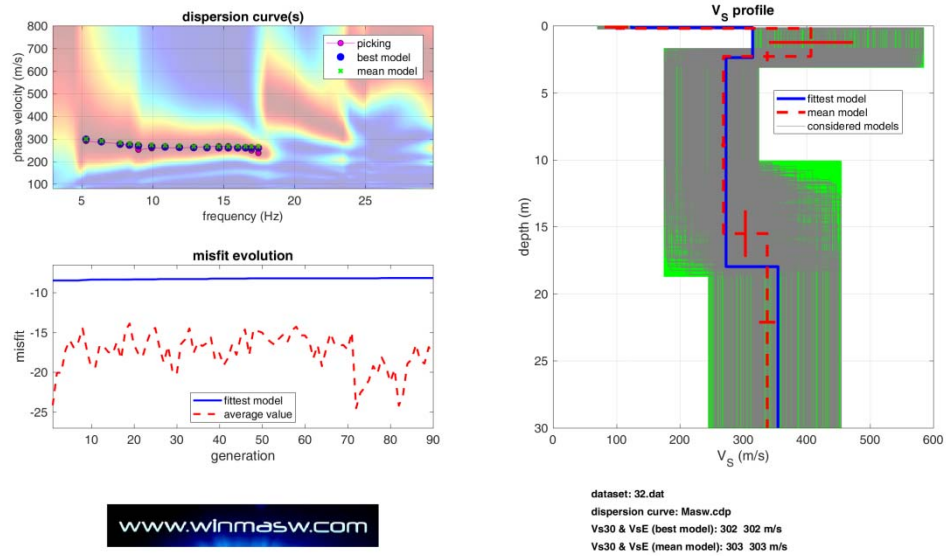 dispersion curve(s)
phase velocity (m/s)
800
700
600
500
400
300
200
100
picking
best model
mean model
5
10
15
20
25
frequency (Hz)
misfit evolution
misfit
-10
-15
-20
-25
fittest model
average value
10
20
30
40
50
60
70
80
90
generation
www.winmasw.com
V_S profile
depth (m)
0
5
10
15
20
25
30
fittest model
mean model
considered models
0
100
200
300
400
500
600
V_S (m/s)
dataset: 32.dat
dispersion curve: Masw.cdp
Vs30 & VsE (best model): 302 302 m/s
Vs30 & VsE (mean model): 303 303 m/s